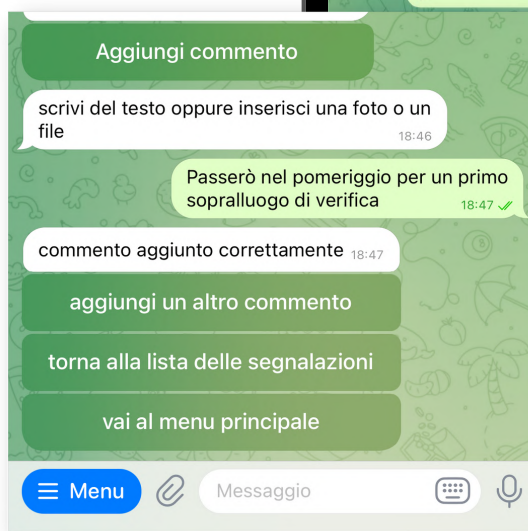 Aggiungi commento
scrivi del testo oppure inserisci una foto o un
file
18:46
Passerò nel pomeriggio per un primo
sopralluogo di verifica
18:47
commento aggiunto correttamente 18:47
aggiungi un altro commento
torna alla lista delle segnalazioni
vai al menu principale
Menu
Messaggio